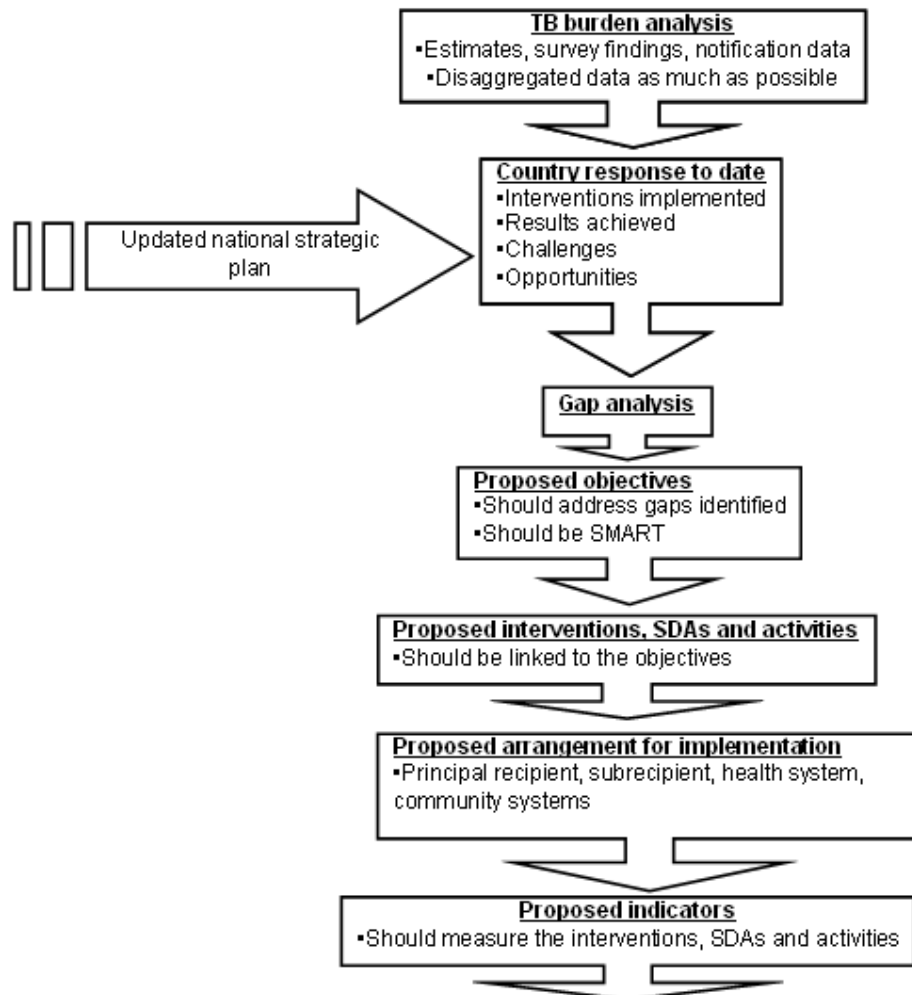 TB burden analysis
▪Estimates, survey findings, notification data
▪Disaggregated data as much as possible
Country response to date
▪Interventions implemented
▪Results achieved
▪Challenges
▪Opportunities
Updated national strategic
plan
Gap analysis
Proposed objectives
▪Should address gaps identified
▪Should be SMART
Proposed interventions, SDAs and activities
▪Should be linked to the objectives
Proposed arrangement for implementation
▪Principal recipient, subrecipient, health system,
community systems
Proposed indicators
▪Should measure the interventions, SDAs and activities